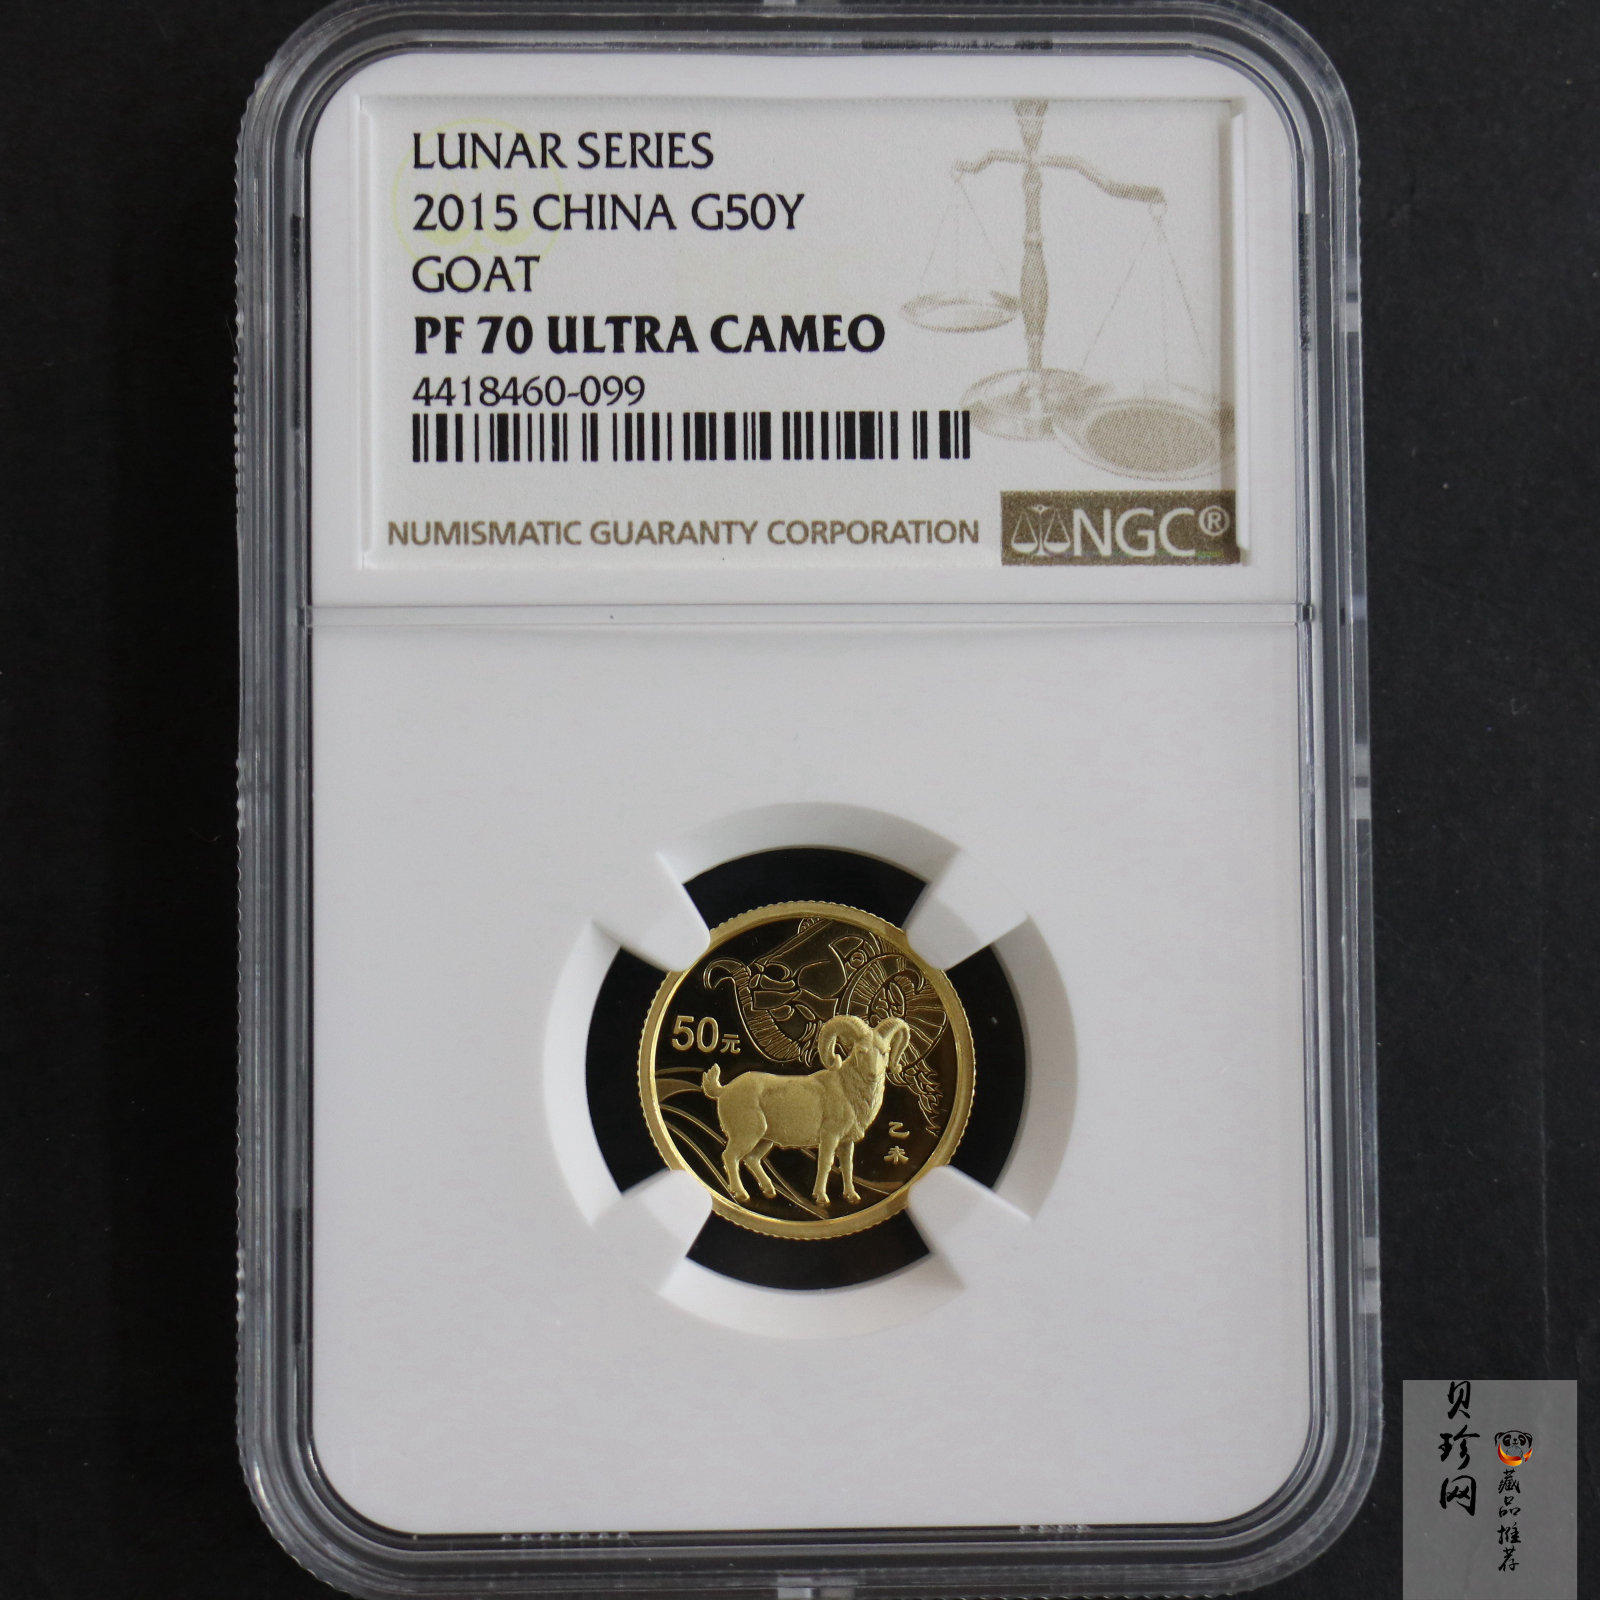 LUNAR SERIES
2015 CHINA G50Y
GOAT
PF 70 ULTRA CAMEO
4418460-099
NUMISMATIC GUARANTY CORPORATION
NGC®
50元
乙未
贝珍网
藏品推荐